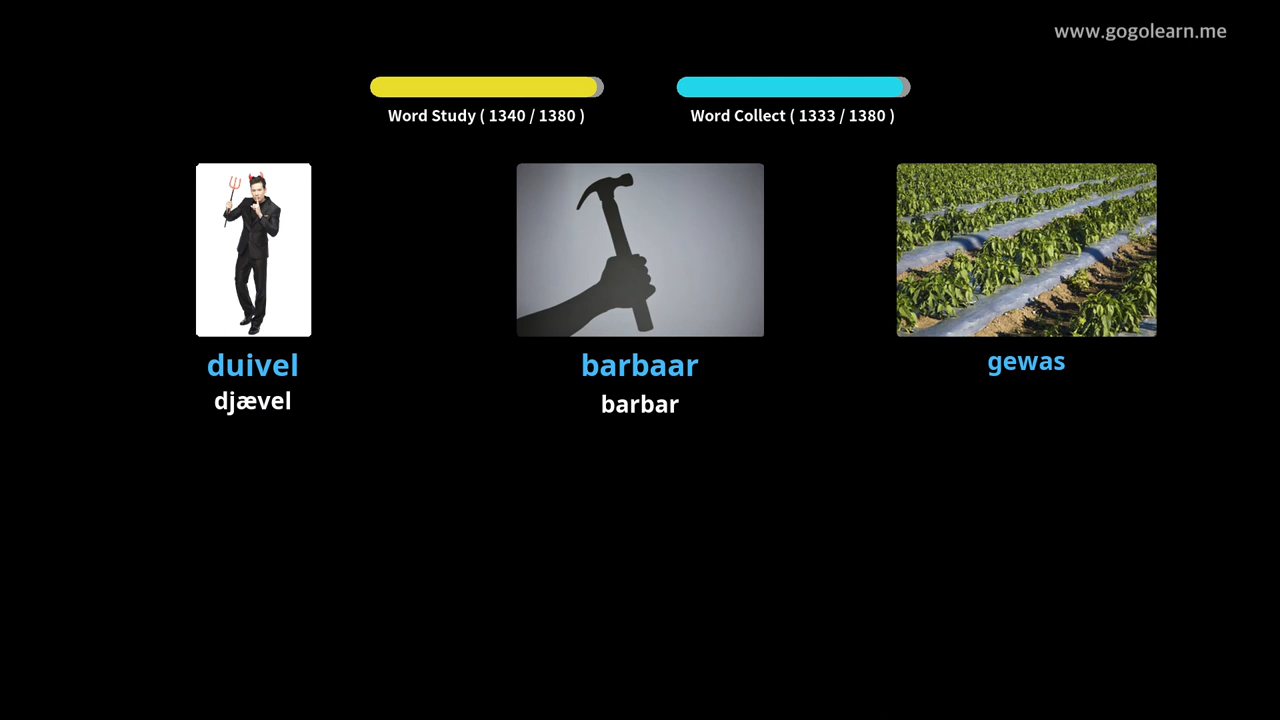 www.gogolearn.me
Word Study ( 1340 / 1380 )
Word Collect ( 1333 / 1380 )
duivel
djævel
barbaar
barbar
gewas